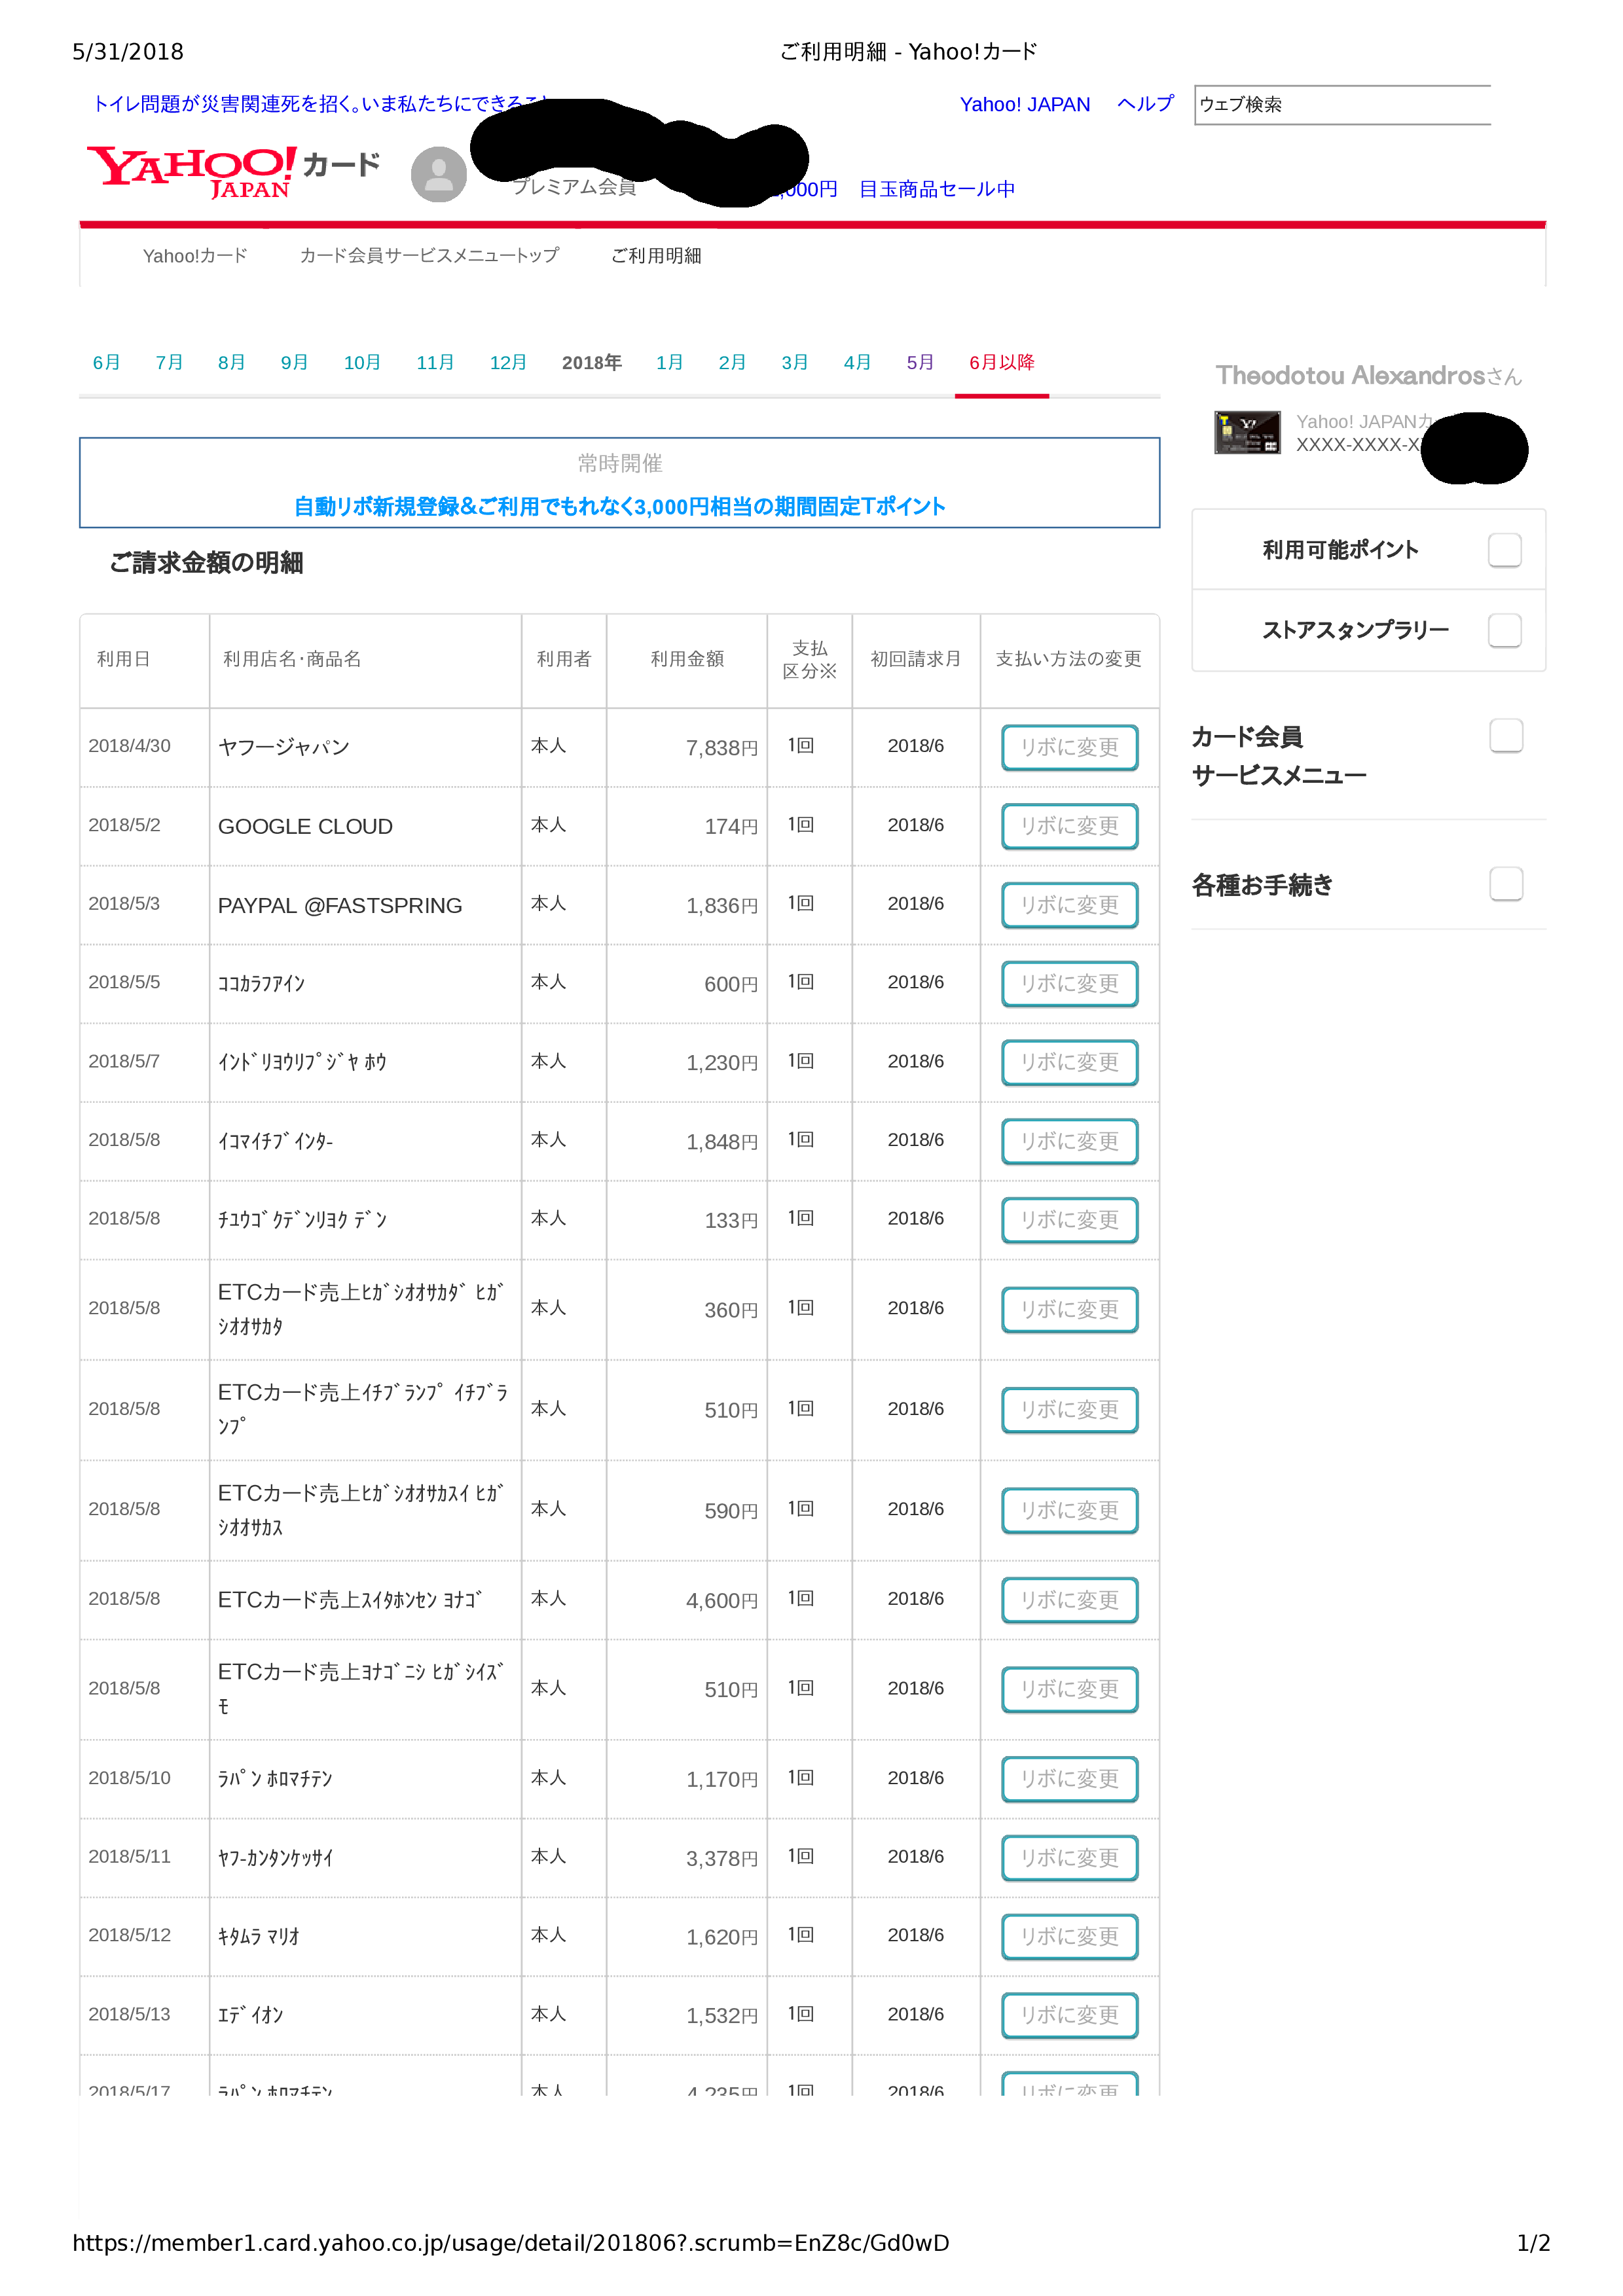 5/31/2018 ご利用明細 - Yahoo!カード
トイレ問題が災害関連死を招く。いま私たちにできる Yahoo! JAPAN ヘルプ ウェブ検索
YAHOO! JAPAN カード
プレミアム会員 ,000円 目玉商品セール中
Yahoo!カード カード会員サービスメニュートップ ご利用明細
6月 7月 8月 9月 10月 11月 12月 2018年 1月 2月 3月 4月 5月 6月以降
Theodotou Alexandrosさん
Yahoo! JAPANカ
XXXX-XXXX-X
常時開催
自動リボ新規登録&ご利用でもれなく3,000円相当の期間固定Tポイント
ご請求金額の明細
利用可能ポイント
ストアスタンプラリー
カード会員
サービスメニュー
各種お手続き
利用日 利用店名・商品名 利用者 利用金額 支払区分※ 初回請求月 支払い方法の変更
2018/4/30 ヤフージャパン 本人 7,838円 1回 2018/6 リボに変更
2018/5/2 GOOGLE CLOUD 本人 174円 1回 2018/6 リボに変更
2018/5/3 PAYPAL @FASTSPRING 本人 1,836円 1回 2018/6 リボに変更
2018/5/5 ココカラフアイン 本人 600円 1回 2018/6 リボに変更
2018/5/7 インドリヨウリプジヤ ホウ 本人 1,230円 1回 2018/6 リボに変更
2018/5/8 イコマイチブインター 本人 1,848円 1回 2018/6 リボに変更
2018/5/8 チユウゴクデンリヨク デン 本人 133円 1回 2018/6 リボに変更
2018/5/8 ETCカード売上ヒガシオオサカダ ヒガ
シオオサカタ 本人 360円 1回 2018/6 リボに変更
2018/5/8 ETCカード売上イチブランプ イチブラ
ンプ 本人 510円 1回 2018/6 リボに変更
2018/5/8 ETCカード売上ヒガシオオサカスイ ヒガ
シオオサカス 本人 590円 1回 2018/6 リボに変更
2018/5/8 ETCカード売上スイタホンセン ヨナゴ 本人 4,600円 1回 2018/6 リボに変更
2018/5/8 ETCカード売上ヨナゴニシ ヒガシイズ
モ 本人 510円 1回 2018/6 リボに変更
2018/5/10 ラパン ホロマチテン 本人 1,170円 1回 2018/6 リボに変更
2018/5/11 ヤフーカンタンケッサイ 本人 3,378円 1回 2018/6 リボに変更
2018/5/12 キタムラ マリオ 本人 1,620円 1回 2018/6 リボに変更
2018/5/13 エデイオン 本人 1,532円 1回 2018/6 リボに変更
2018/5/17 ラパン ホロマチテン 本人 4,235円 1回 2018/6 リボに変更
https://member1.card.yahoo.co.jp/usage/detail/201806?.scrumb=EnZ8c/Gd0wD 1/2